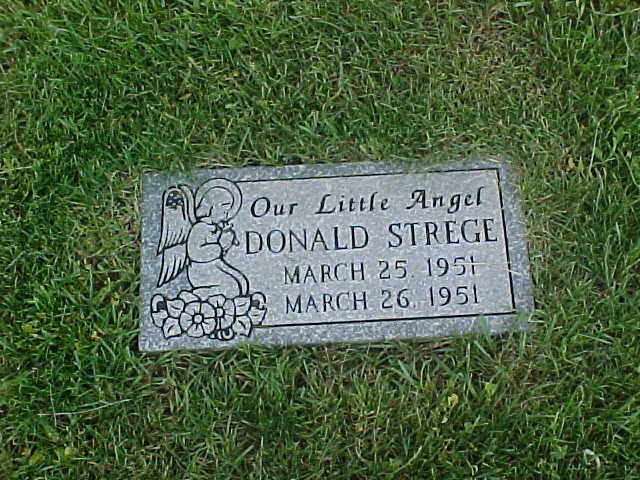 Our Little Angel
DONALD STREGE
MARCH 25, 1951
MARCH 26, 1951